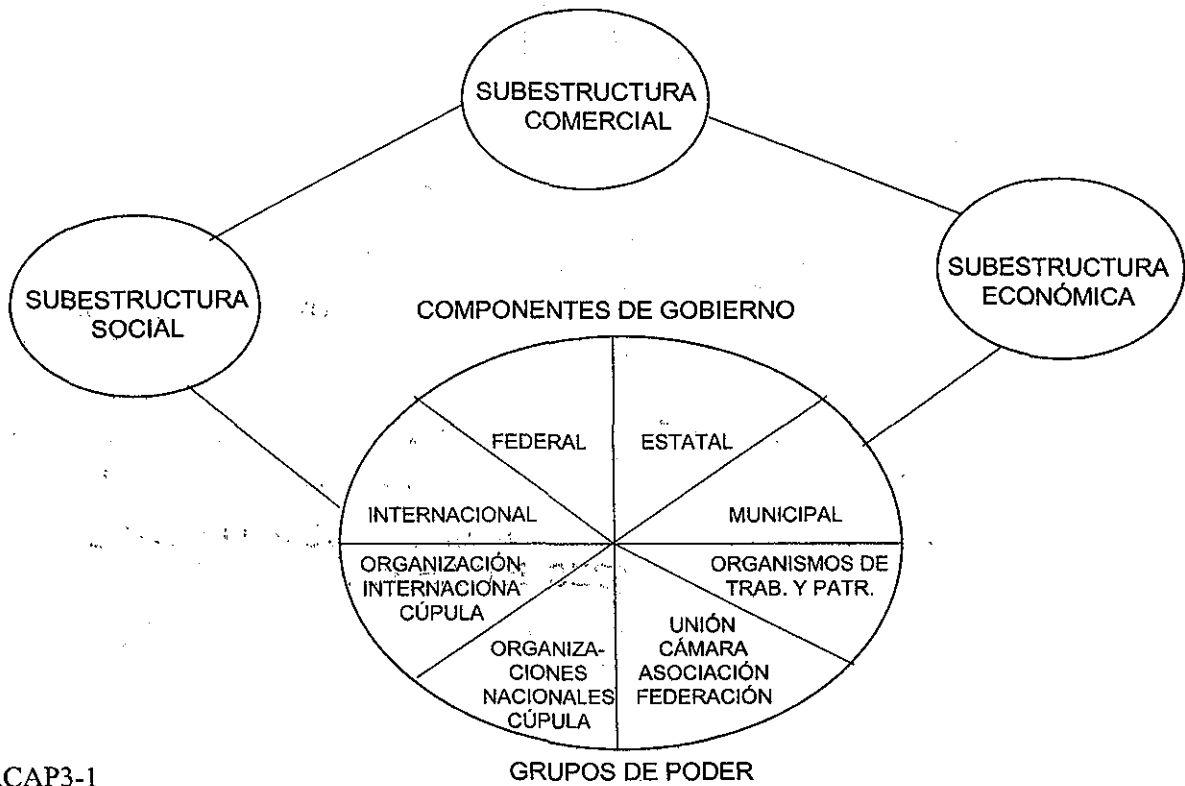 SUBESTRUCTURA
COMERCIAL
SUBESTRUCTURA
SOCIAL
SUBESTRUCTURA
ECONÓMICA
COMPONENTES DE GOBIERNO
FEDERAL
ESTATAL
INTERNACIONAL
MUNICIPAL
ORGANIZACIÓN
INTERNACIONA
CÚPULA
ORGANISMOS DE
TRAB. Y PATR.
ORGANIZA-
CIONES
NACIONALES
CÚPULA
UNIÓN
CÁMARA
ASOCIACIÓN
FEDERACIÓN
GRUPOS DE PODER
CAP3-1